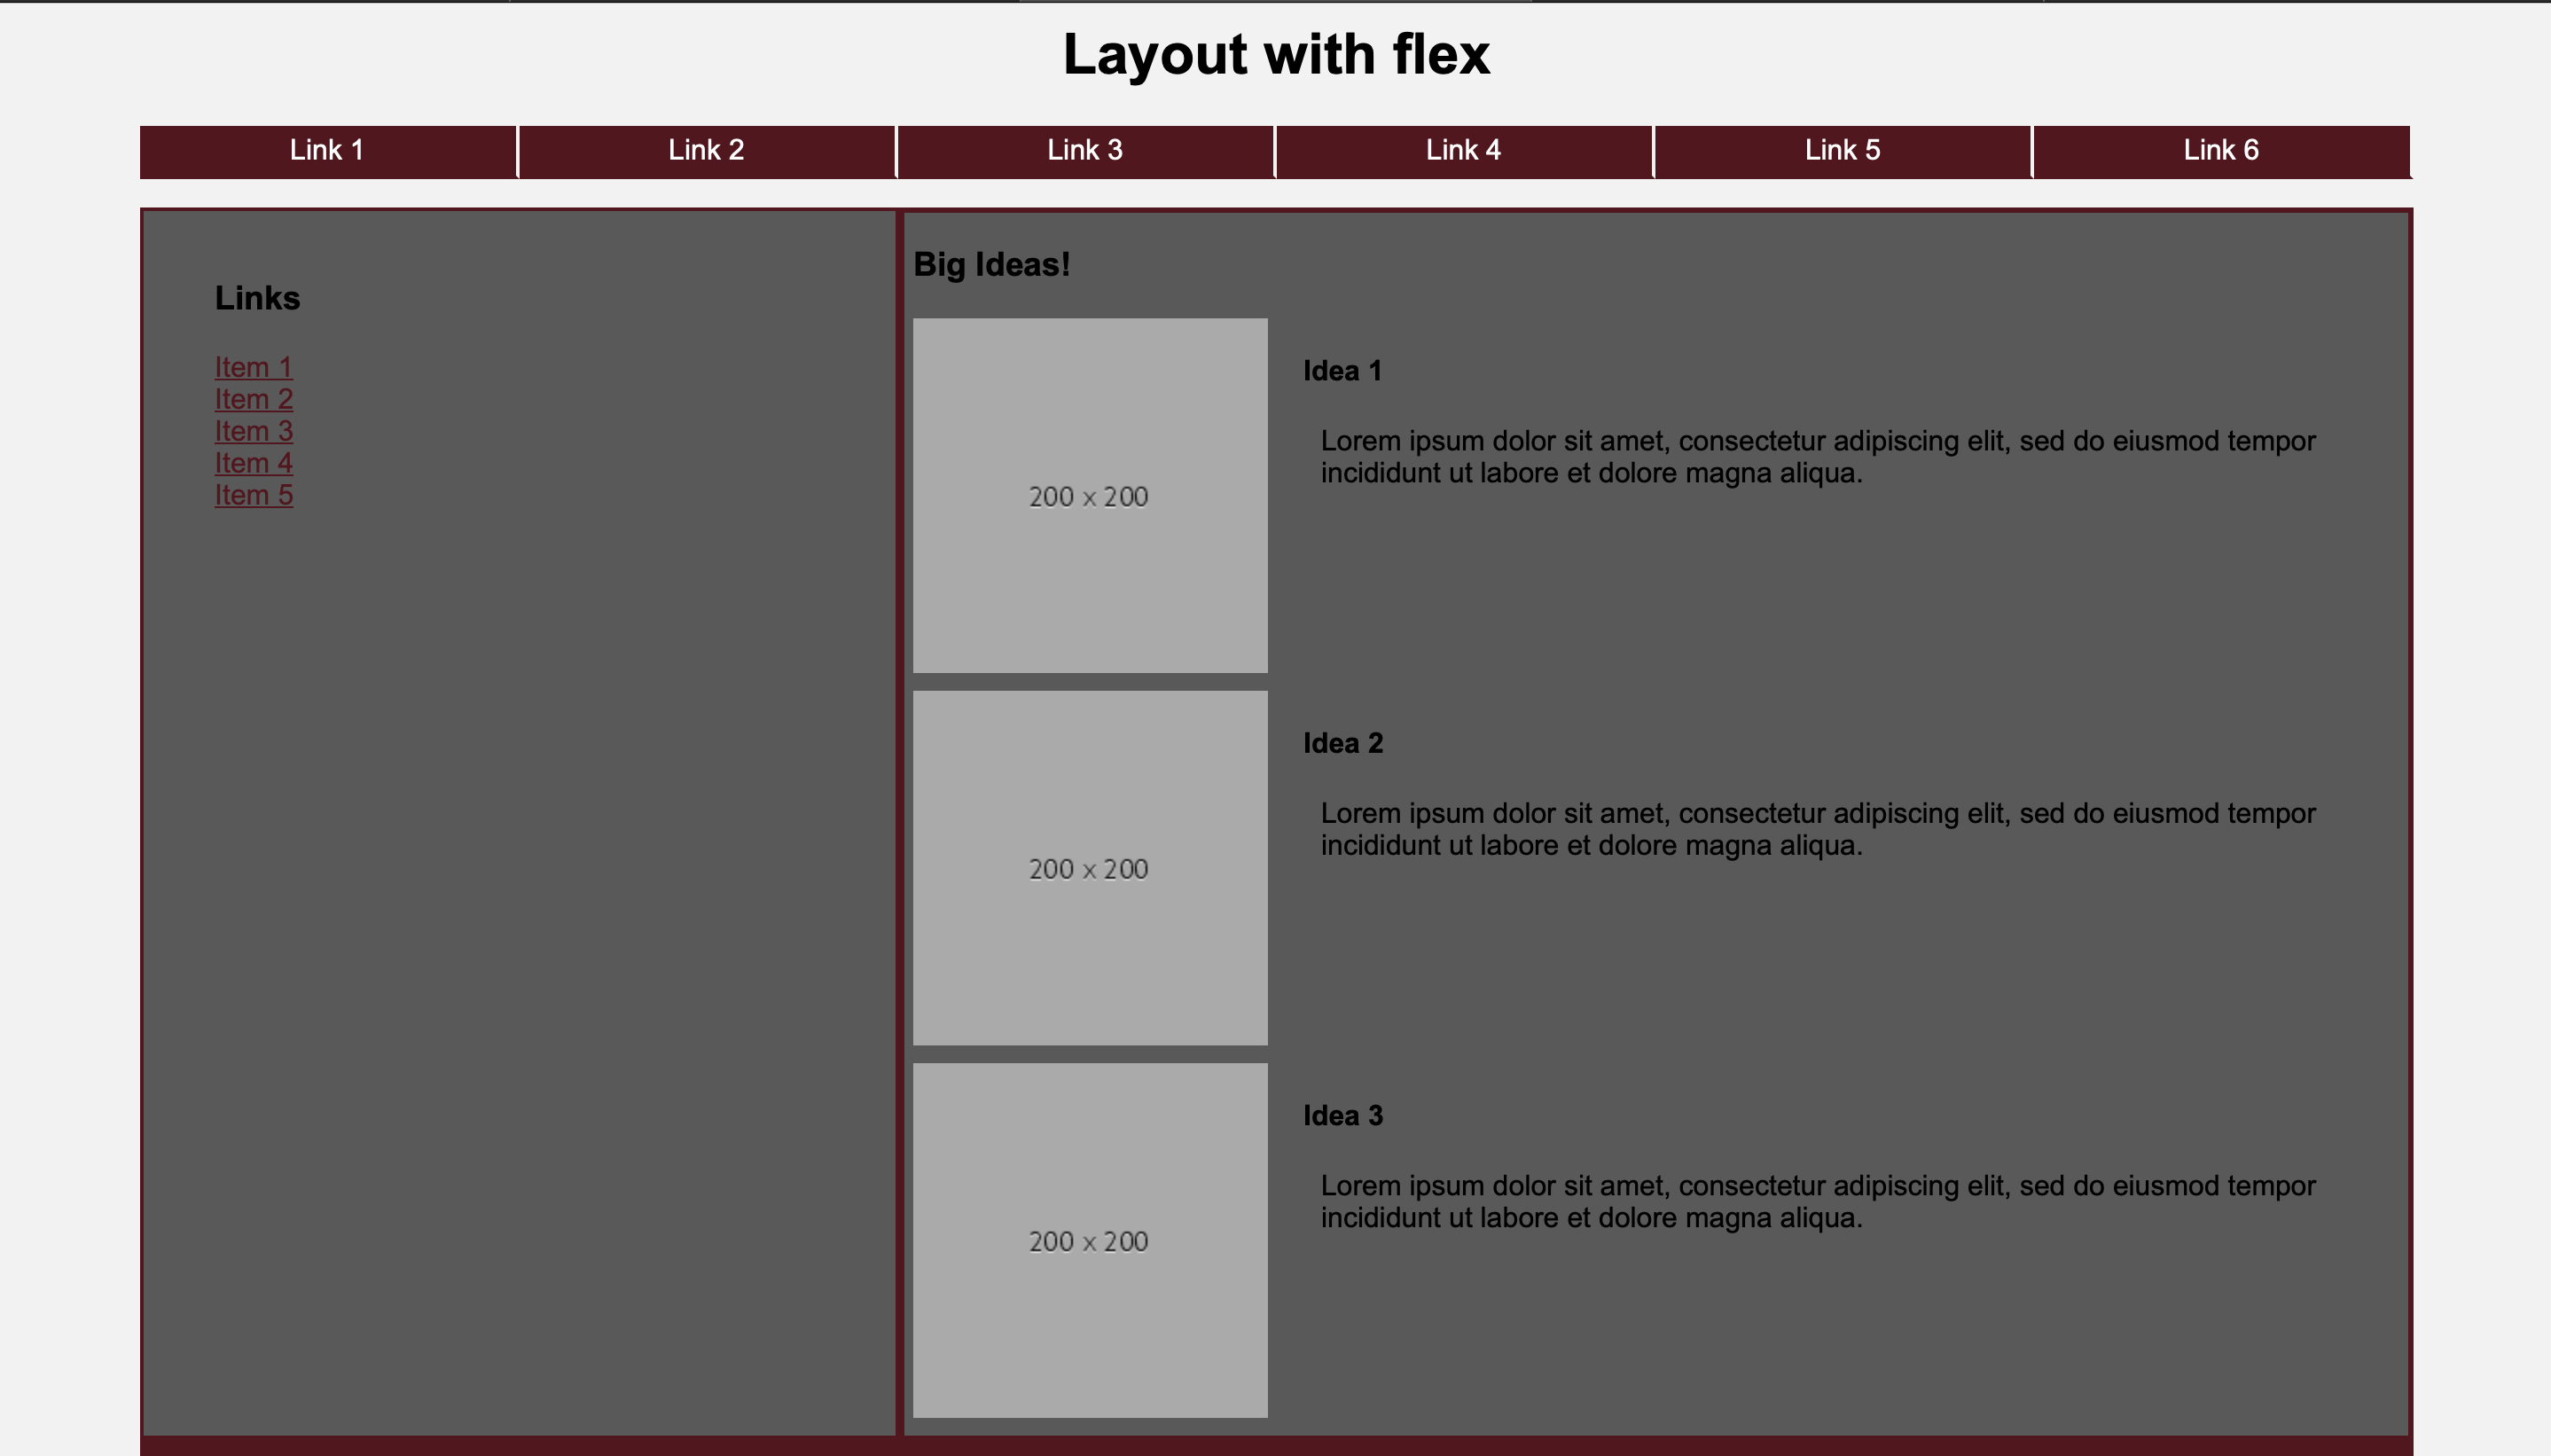 Layout with flex
Link 1
Link 2
Link 3
Link 4
Link 5
Link 6
Links
Item 1
Item 2
Item 3
Item 4
Item 5
Big Ideas!
200 x 200
Idea 1
Lorem ipsum dolor sit amet, consectetur adipiscing elit, sed do eiusmod tempor
incididunt ut labore et dolore magna aliqua.
200 x 200
Idea 2
Lorem ipsum dolor sit amet, consectetur adipiscing elit, sed do eiusmod tempor
incididunt ut labore et dolore magna aliqua.
200 x 200
Idea 3
Lorem ipsum dolor sit amet, consectetur adipiscing elit, sed do eiusmod tempor
incididunt ut labore et dolore magna aliqua.